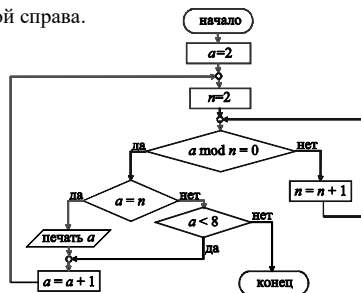 ой справа.
начало
a=2
n=2
да
a mod n = 0
нет
n = n + 1
да
a = n
нет
a < 8
нет
печать a
да
a = a + 1
конец